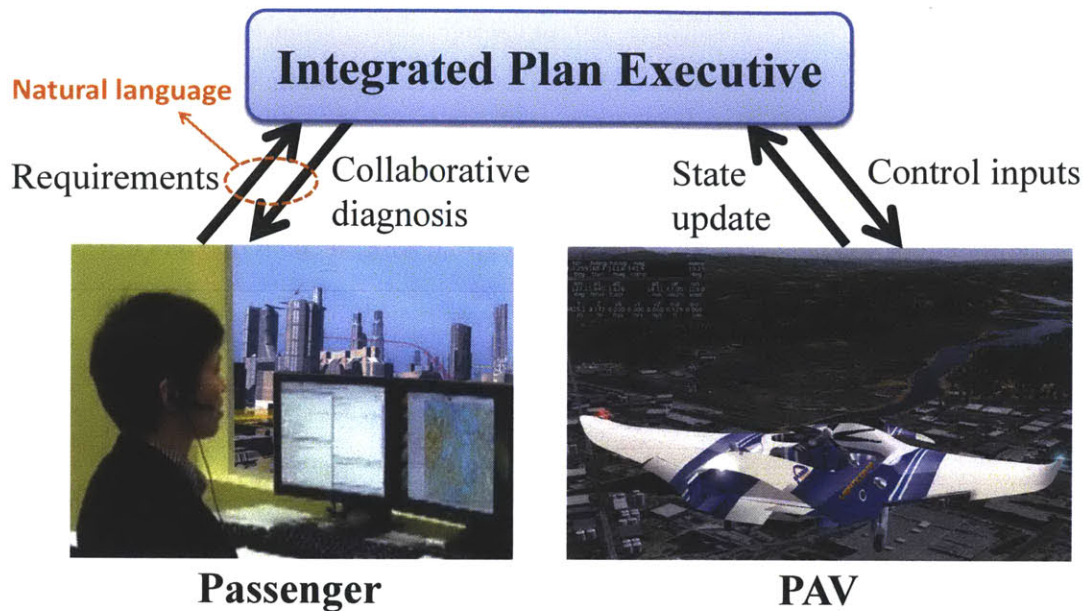 Integrated Plan Executive
Natural language
Requirements
Collaborative
diagnosis
State
update
Control inputs
Passenger
PAV